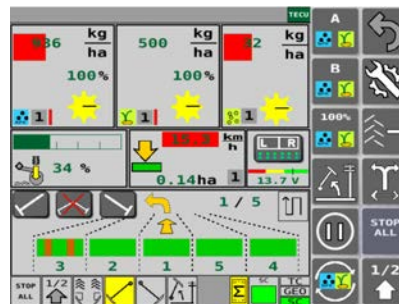 TECU
kg
ha
500 kg
ha
kg
ha
100%
100%
1
1
1
34 %
km
h
0.14ha 1
L R
13.7 V
1 / 5
3 2 1 5 4
STOP
ALL
1/2
Σ
SC
TC
GEO
SC
A
B
100%
STOP
ALL
1/2